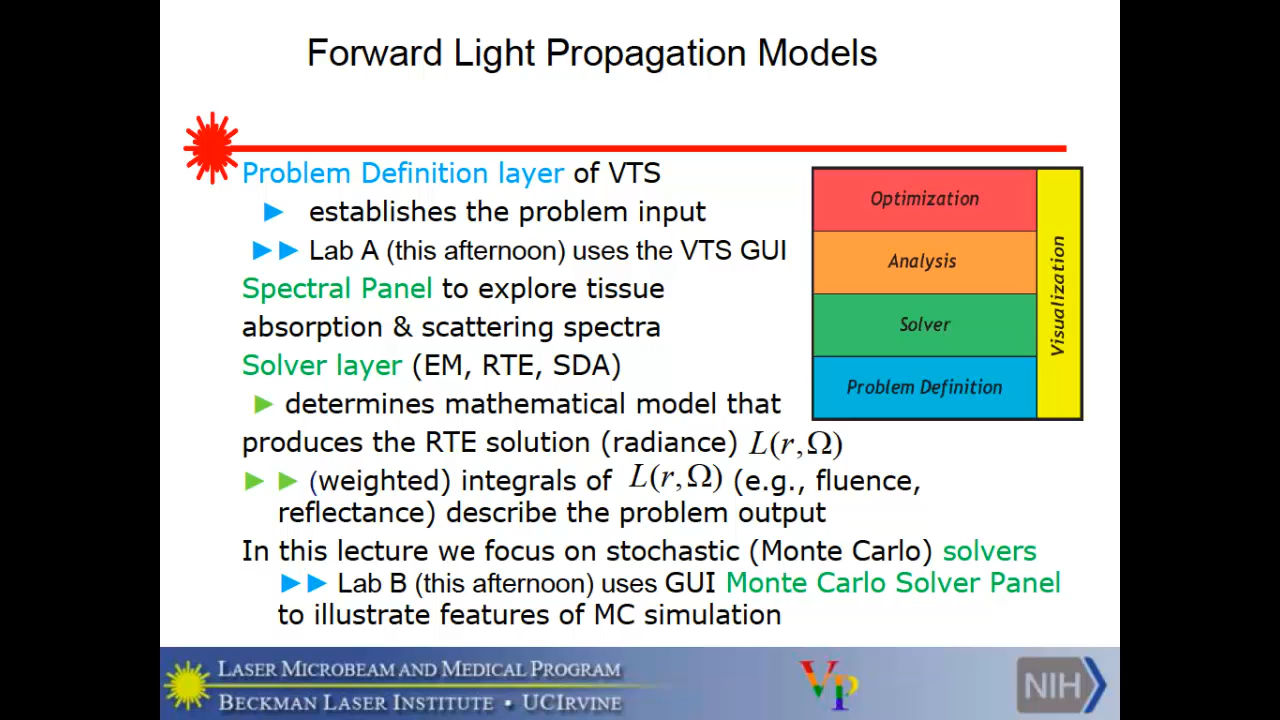 Forward Light Propagation Models
Problem Definition layer of VTS
► establishes the problem input
►► Lab A (this afternoon) uses the VTS GUI
Spectral Panel to explore tissue
absorption & scattering spectra
Solver layer (EM, RTE, SDA)
► determines mathematical model that
produces the RTE solution (radiance) L(r,Ω)
► ► (weighted) integrals of L(r,Ω) (e.g., fluence,
reflectance) describe the problem output
In this lecture we focus on stochastic (Monte Carlo) solvers
►► Lab B (this afternoon) uses GUI Monte Carlo Solver Panel
to illustrate features of MC simulation
Optimization
Analysis
Solver
Problem Definition
Visualization
LASER MICROBEAM AND MEDICAL PROGRAM
BECKMAN LASER INSTITUTE • UCIRVINE
VP
NIH